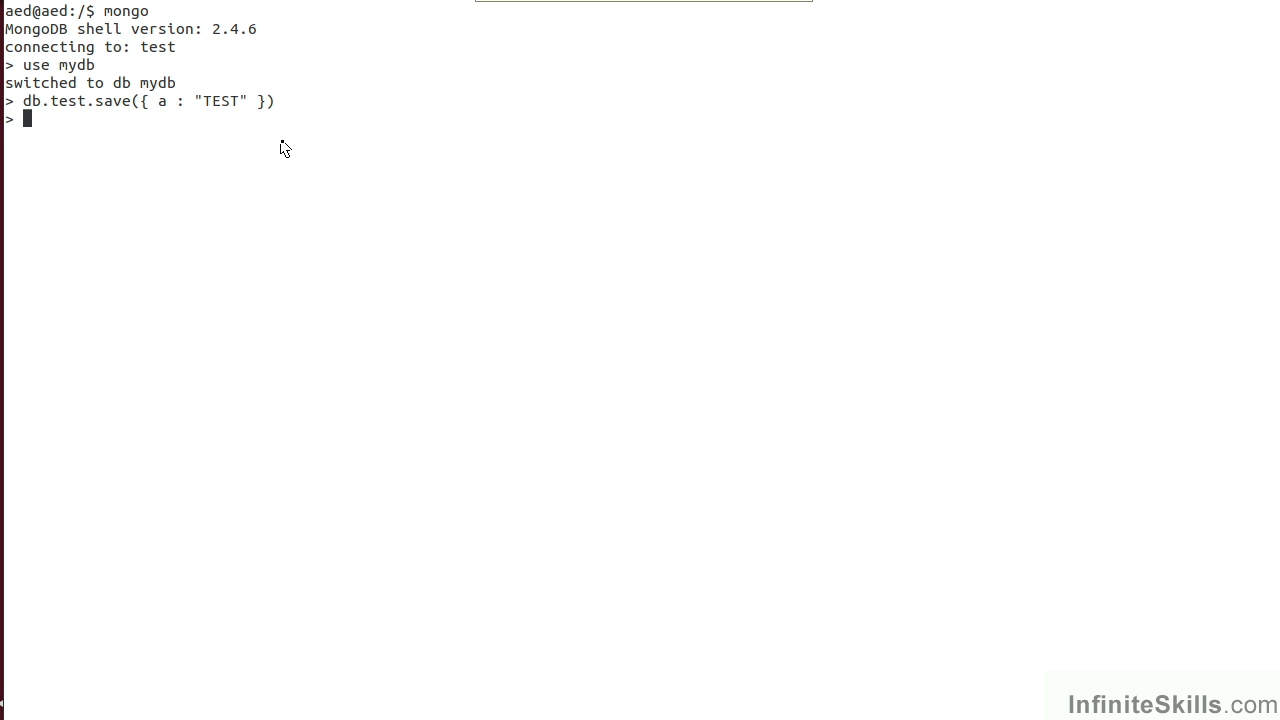 aed@aed:/$ mongo
MongoDB shell version: 2.4.6
connecting to: test
> use mydb
switched to db mydb
> db.test.save({ a : "TEST" })
>
InfiniteSkills.com